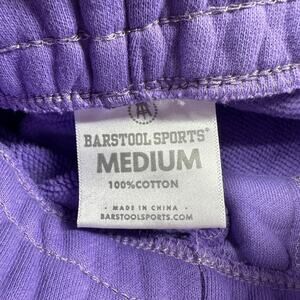 BARSTOOL SPORTS®
MEDIUM
100%COTTON
- MADE IN CHINA -
BARSTOOLSPORTS.COM